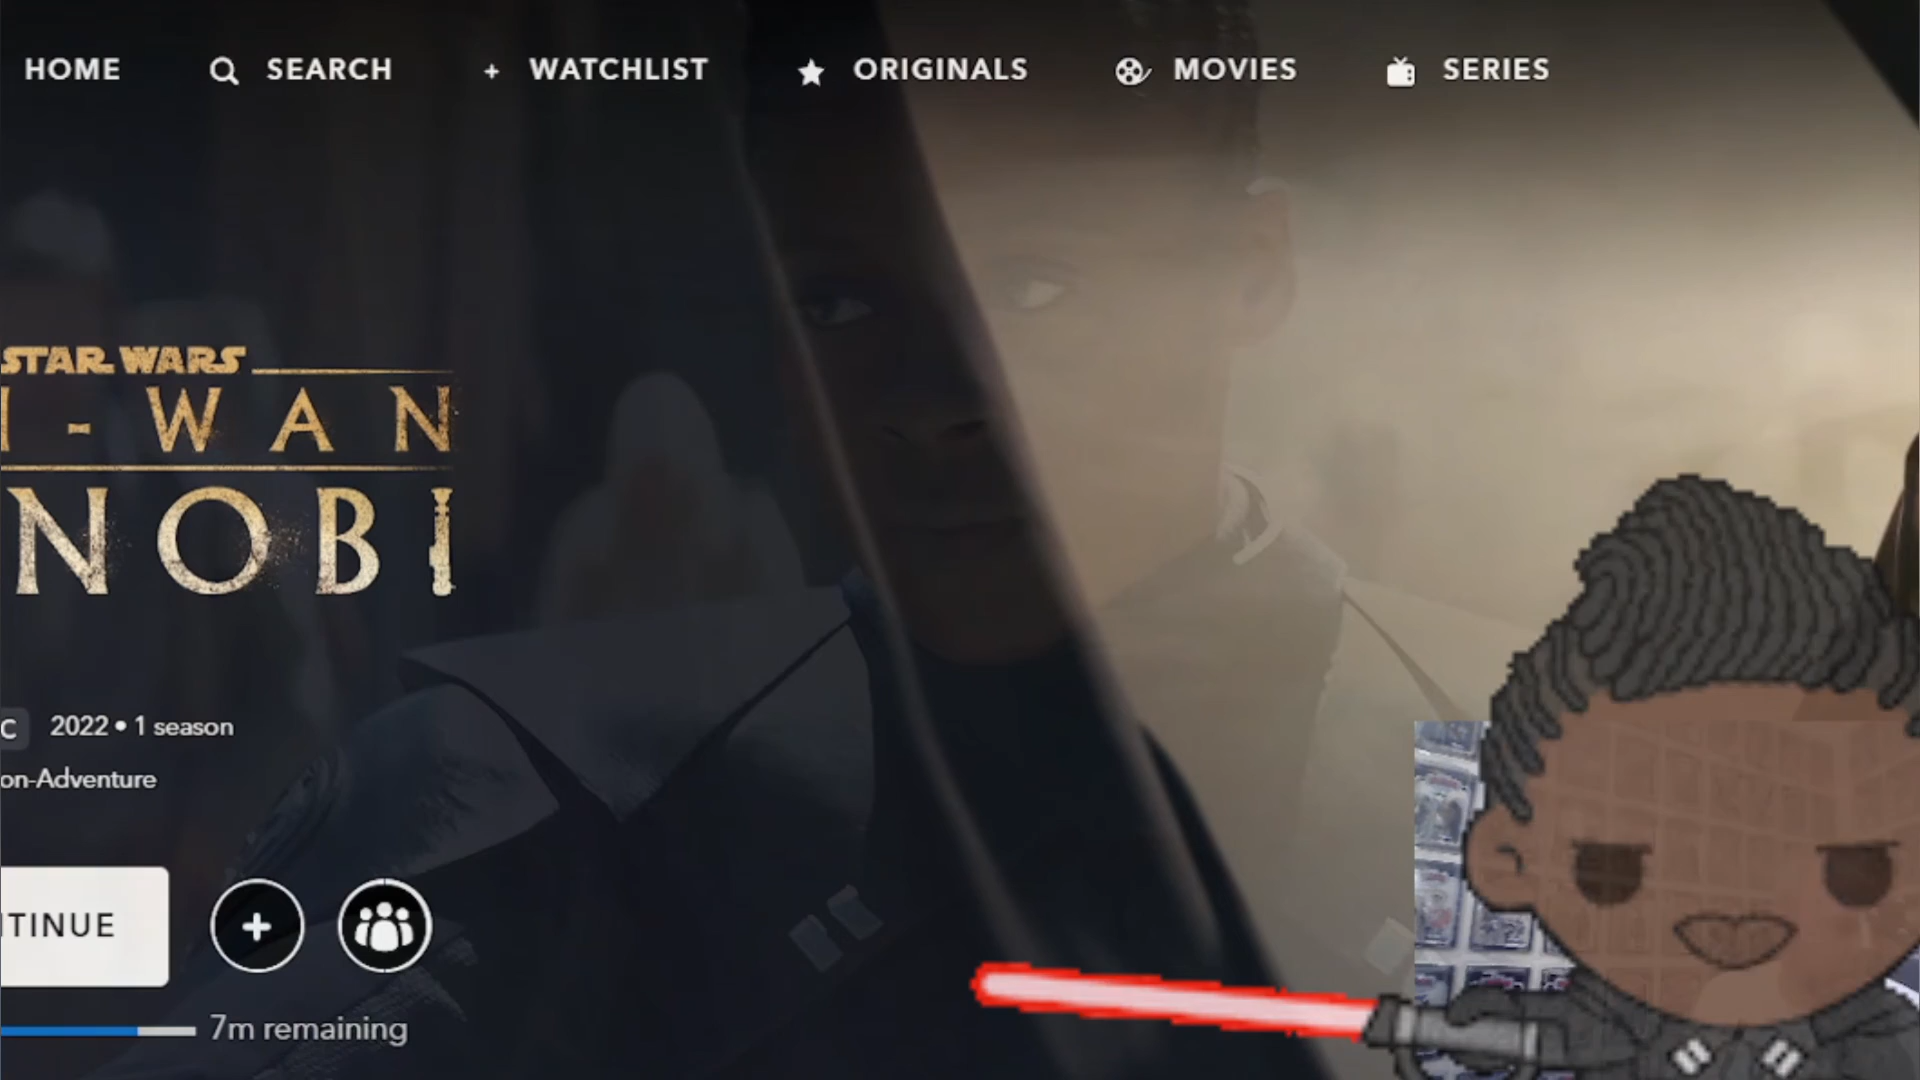 HOME SEARCH + WATCHLIST ORIGINALS MOVIES SERIES
STAR WARS
I-WAN
NOBI
C 2022 • 1 season
on-Adventure
TINUE
7m remaining